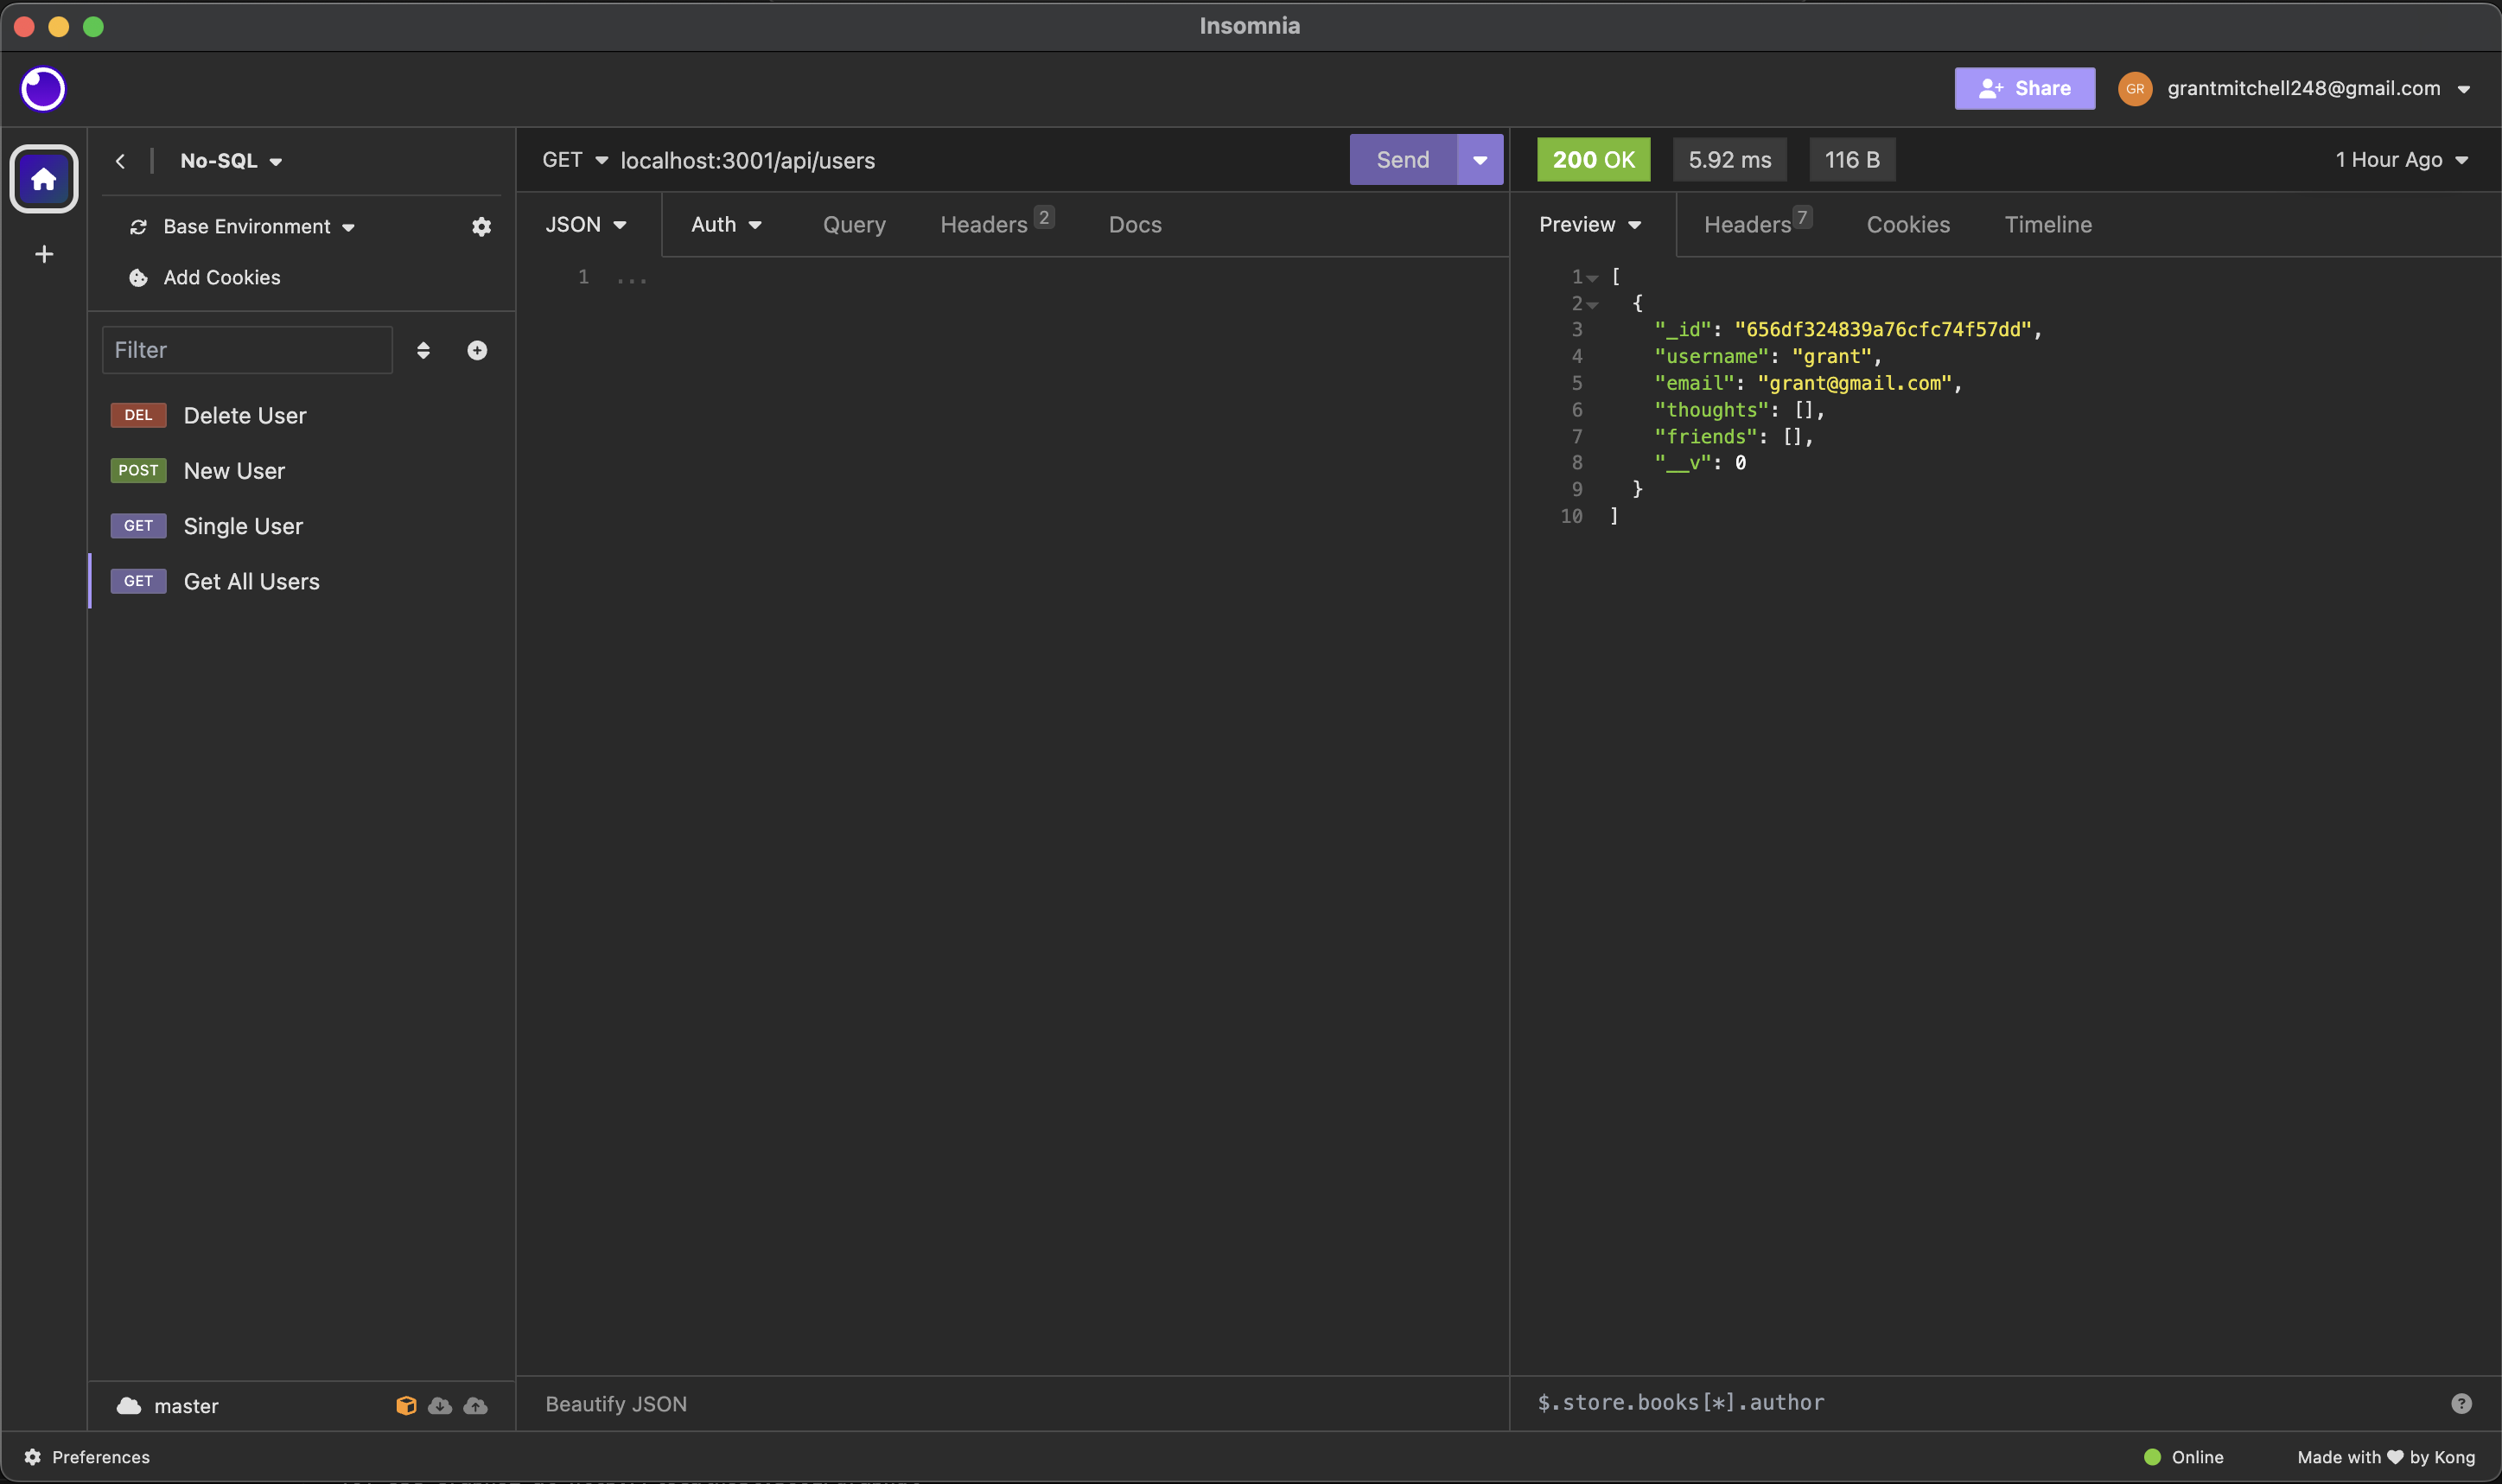 Insomnia
Share
GR
grantmitchell248@gmail.com
No-SQL
Base Environment
Add Cookies
Filter
DEL Delete User
POST New User
GET Single User
GET Get All Users
master
GET localhost:3001/api/users
Send
JSON Auth Query Headers 2 Docs
1 ...
Beautify JSON
200 OK 5.92 ms 116 B 1 Hour Ago
Preview Headers 7 Cookies Timeline
1 [
2 {
3 "_id": "656df324839a76cfc74f57dd",
4 "username": "grant",
5 "email": "grant@gmail.com",
6 "thoughts": [],
7 "friends": [],
8 "__v": 0
9 }
10 ]
$.store.books[*].author
Preferences
Online
Made with ❤ by Kong